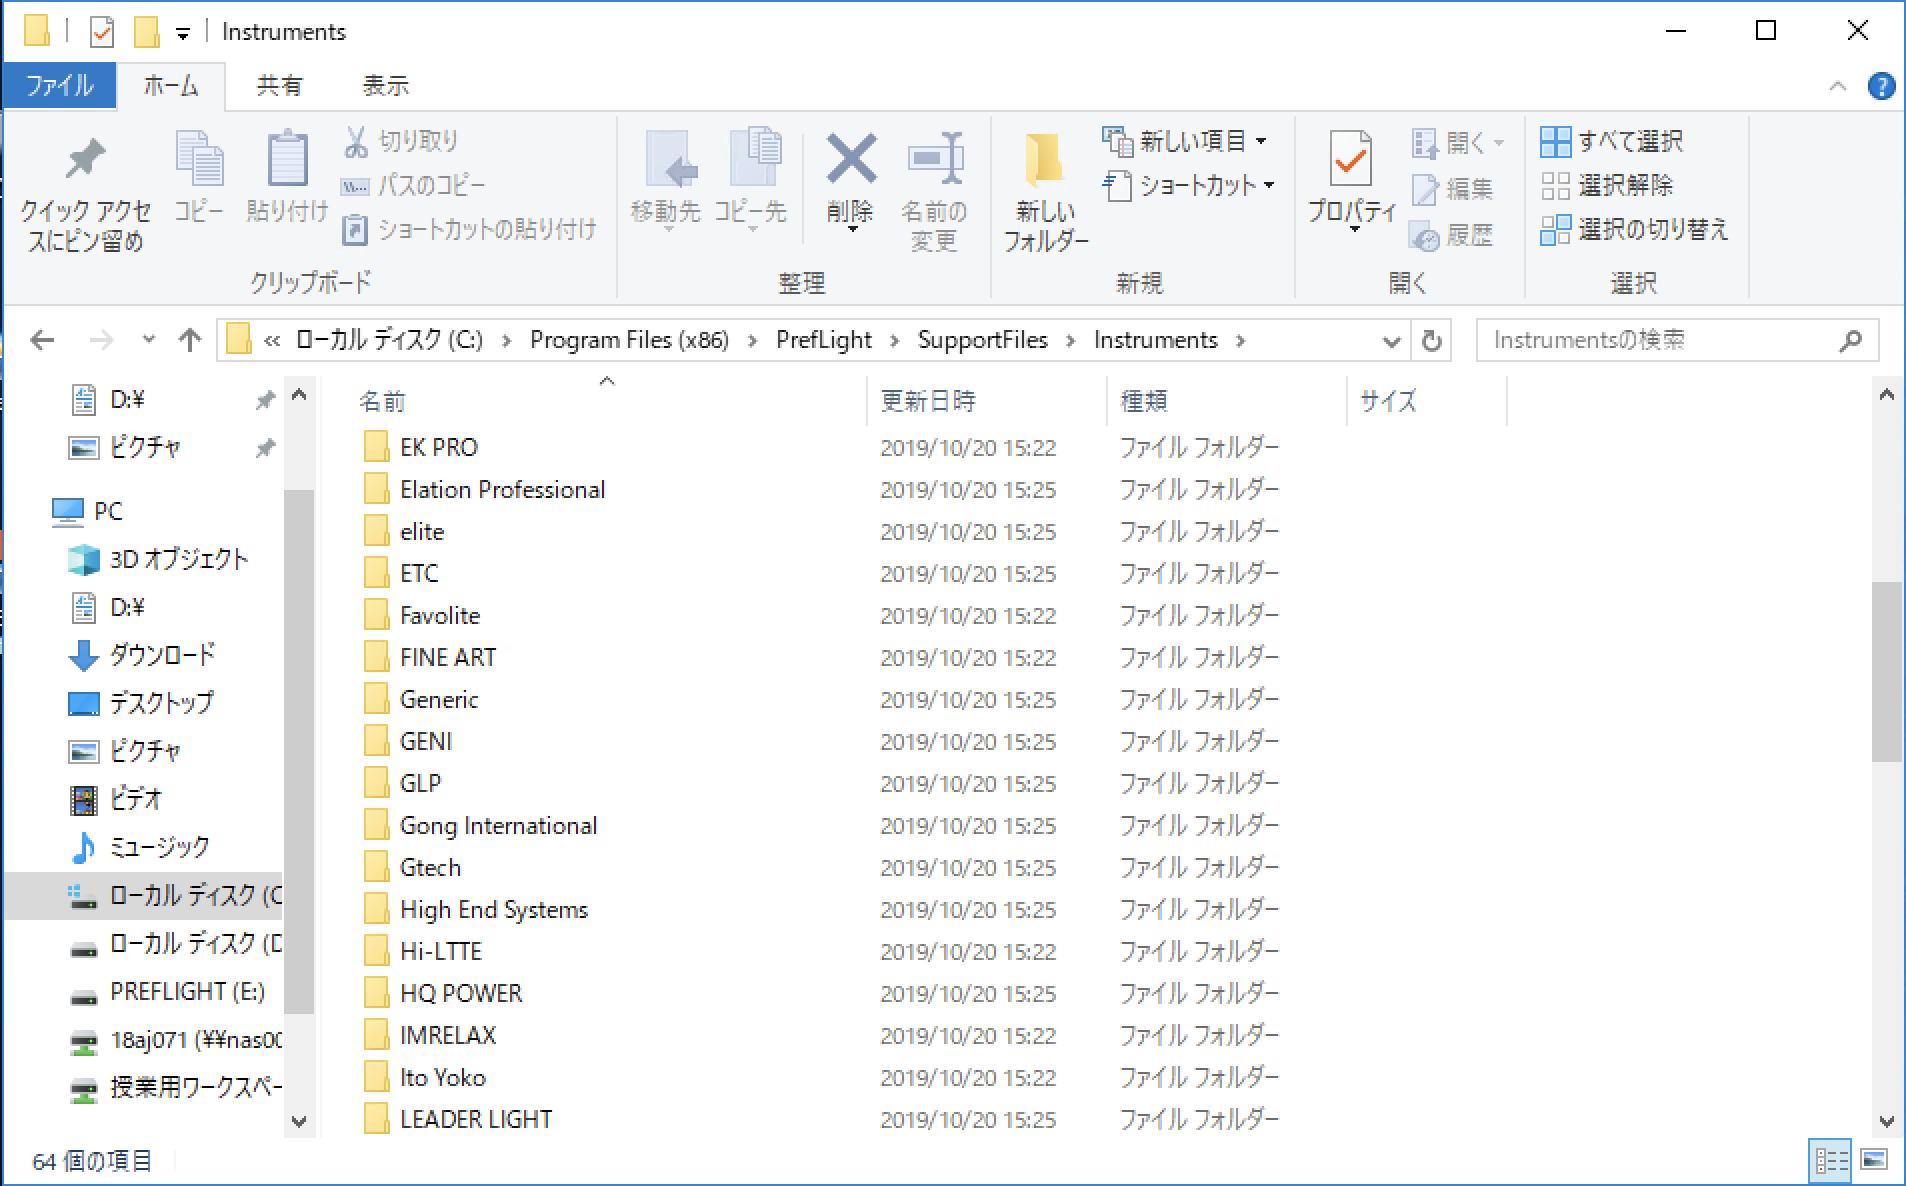 Instruments
ファイル
ホーム
共有
表示
クイック アクセ
スにピン留め
コピー
貼り付け
切り取り
パスのコピー
ショートカットの貼り付け
クリップボード
移動先
コピー先
削除
名前の
変更
整理
新しい
フォルダー
新しい項目
ショートカット
新規
プロパティ
開く
編集
履歴
開く
すべて選択
選択解除
選択の切り替え
選択
« ローカル ディスク (C:) › Program Files (x86) › PrefLight › SupportFiles › Instruments ›
Instrumentsの検索
D:¥
ピクチャ
PC
3D オブジェクト
D:¥
ダウンロード
デスクトップ
ピクチャ
ビデオ
ミュージック
ローカル ディスク (C
ローカル ディスク (D
PREFLIGHT (E:)
18aj071 (¥¥nas00
授業用ワークスペー
名前 更新日時 種類 サイズ
EK PRO 2019/10/20 15:22 ファイル フォルダー
Elation Professional 2019/10/20 15:25 ファイル フォルダー
elite 2019/10/20 15:25 ファイル フォルダー
ETC 2019/10/20 15:25 ファイル フォルダー
Favolite 2019/10/20 15:22 ファイル フォルダー
FINE ART 2019/10/20 15:22 ファイル フォルダー
Generic 2019/10/20 15:22 ファイル フォルダー
GENI 2019/10/20 15:25 ファイル フォルダー
GLP 2019/10/20 15:25 ファイル フォルダー
Gong International 2019/10/20 15:25 ファイル フォルダー
Gtech 2019/10/20 15:25 ファイル フォルダー
High End Systems 2019/10/20 15:25 ファイル フォルダー
Hi-LTTE 2019/10/20 15:22 ファイル フォルダー
HQ POWER 2019/10/20 15:25 ファイル フォルダー
IMRELAX 2019/10/20 15:22 ファイル フォルダー
Ito Yoko 2019/10/20 15:22 ファイル フォルダー
LEADER LIGHT 2019/10/20 15:25 ファイル フォルダー
64 個の項目